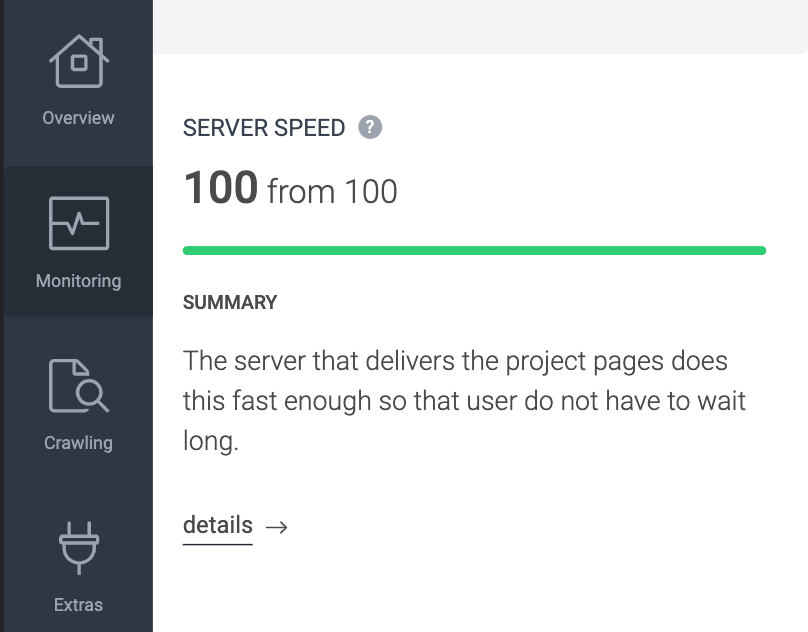 Overview
Monitoring
Crawling
Extras
SERVER SPEED ?
100 from 100
SUMMARY
The server that delivers the project pages does
this fast enough so that user do not have to wait
long.
details →